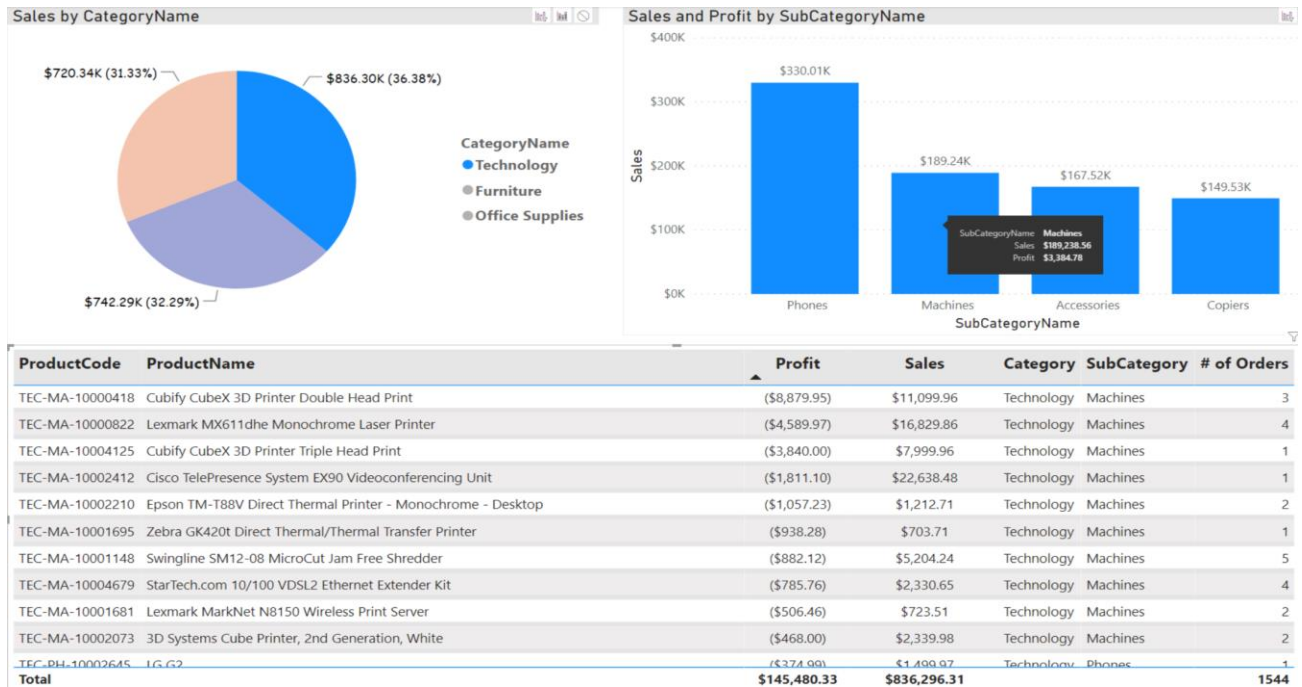 Sales by CategoryName
$720.34K (31.33%)
$836.30K (36.38%)
$742.29K (32.29%)
CategoryName
Technology
Furniture
Office Supplies
Sales and Profit by SubCategoryName
$400K
$300K
$200K
$100K
$0K
Sales
$330.01K
$189.24K
$167.52K
$149.53K
SubCategoryName Machines
Sales $189,238.56
Profit $3,384.78
Phones Machines Accessories Copiers
SubCategoryName
ProductCode ProductName Profit Sales Category SubCategory # of Orders
TEC-MA-10000418 Cubify CubeX 3D Printer Double Head Print ($8,879.95) $11,099.96 Technology Machines 3
TEC-MA-10000822 Lexmark MX611dhe Monochrome Laser Printer ($4,589.97) $16,829.86 Technology Machines 4
TEC-MA-10004125 Cubify CubeX 3D Printer Triple Head Print ($3,840.00) $7,999.96 Technology Machines 1
TEC-MA-10002412 Cisco TelePresence System EX90 Videoconferencing Unit ($1,811.10) $22,638.48 Technology Machines 1
TEC-MA-10002210 Epson TM-T88V Direct Thermal Printer - Monochrome - Desktop ($1,057.23) $1,212.71 Technology Machines 2
TEC-MA-10001695 Zebra GK420t Direct Thermal/Thermal Transfer Printer ($938.28) $703.71 Technology Machines 1
TEC-MA-10001148 Swingline SM12-08 MicroCut Jam Free Shredder ($882.12) $5,204.24 Technology Machines 5
TEC-MA-10004679 StarTech.com 10/100 VDSL2 Ethernet Extender Kit ($785.76) $2,330.65 Technology Machines 4
TEC-MA-10001681 Lexmark MarkNet N8150 Wireless Print Server ($506.46) $723.51 Technology Machines 2
TEC-MA-10002073 3D Systems Cube Printer, 2nd Generation, White ($468.00) $2,339.98 Technology Machines 2
TEC-PH-10002645 LG G2 ($374.99) $1,499.97 Technology Phones 1
Total $145,480.33 $836,296.31 1544